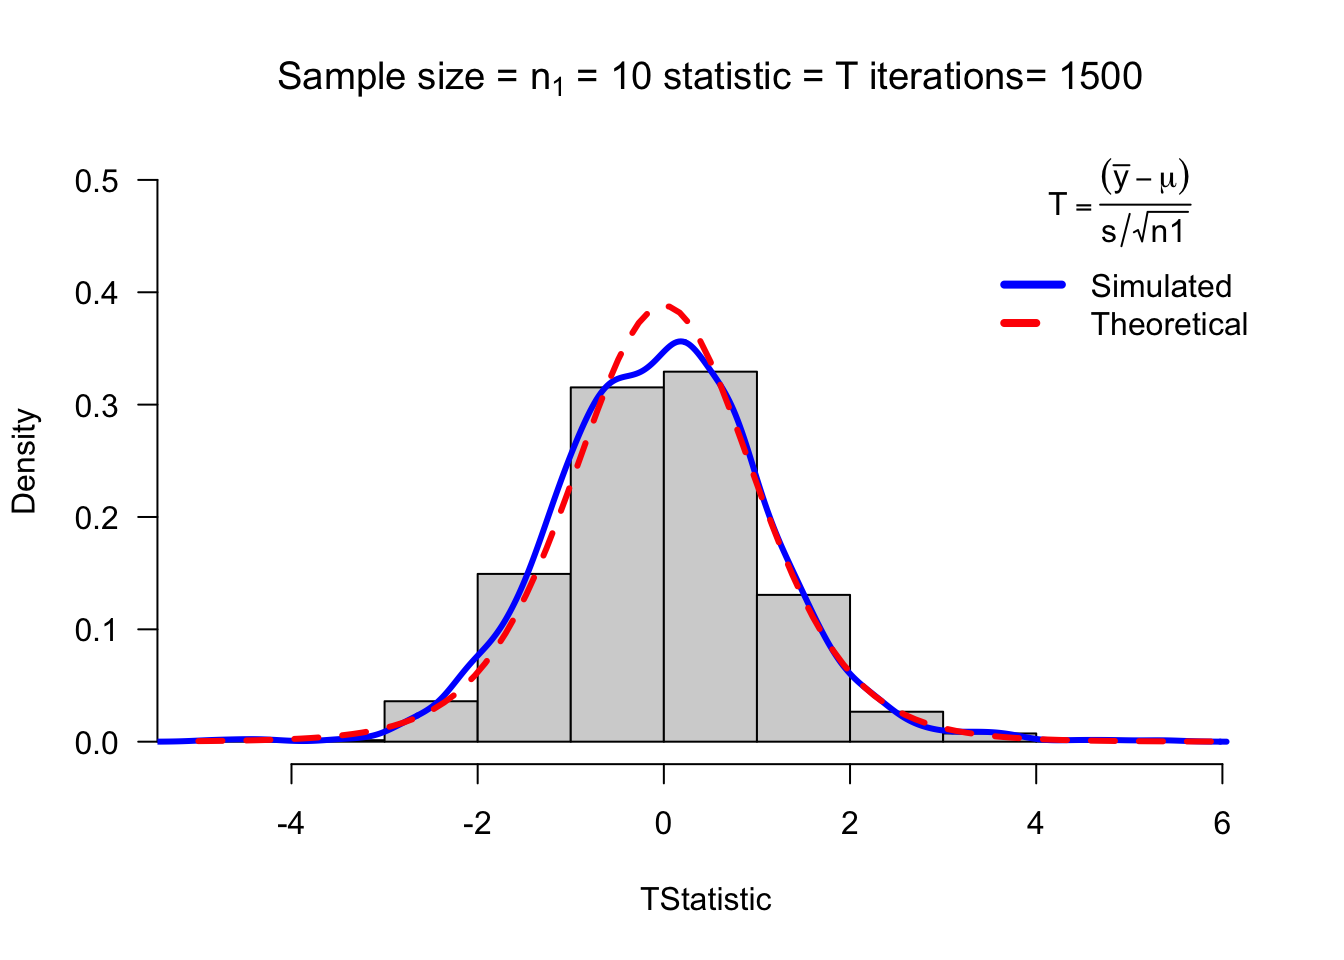 Sample size = n₁ = 10 statistic = T iterations= 1500
T = (y̅ − μ) / s/√n1
Simulated
Theoretical
Density
0.5
0.4
0.3
0.2
0.1
0.0
-4 -2 0 2 4 6
TStatistic